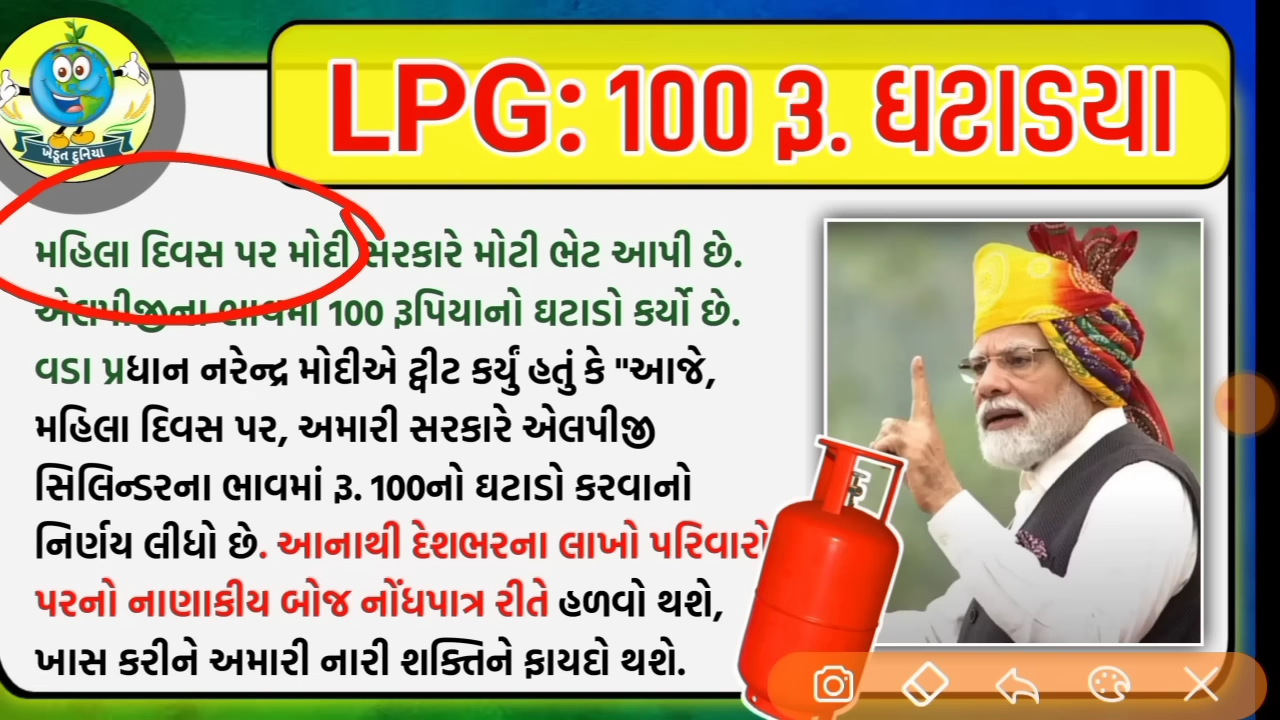 ખેડૂત દુનિયા
LPG: 100 રૂ. ઘટાડયા
મહિલા દિવસ પર મોદી સરકારે મોટી ભેટ આપી છે.
એલપીજીના ભાવમાં 100 રૂપિયાનો ઘટાડો કર્યો છે.
વડા પ્રધાન નરેન્દ્ર મોદીએ ટ્વીટ કર્યું હતું કે "આજે,
મહિલા દિવસ પર, અમારી સરકારે એલપીજી
સિલિન્ડરના ભાવમાં રૂ. 100નો ઘટાડો કરવાનો
નિર્ણય લીધો છે. આનાથી દેશભરના લાખો પરિવારો
પરનો નાણાકીય બોજ નોંધપાત્ર રીતે હળવો થશે,
ખાસ કરીને અમારી નારી શક્તિને ફાયદો થશે.